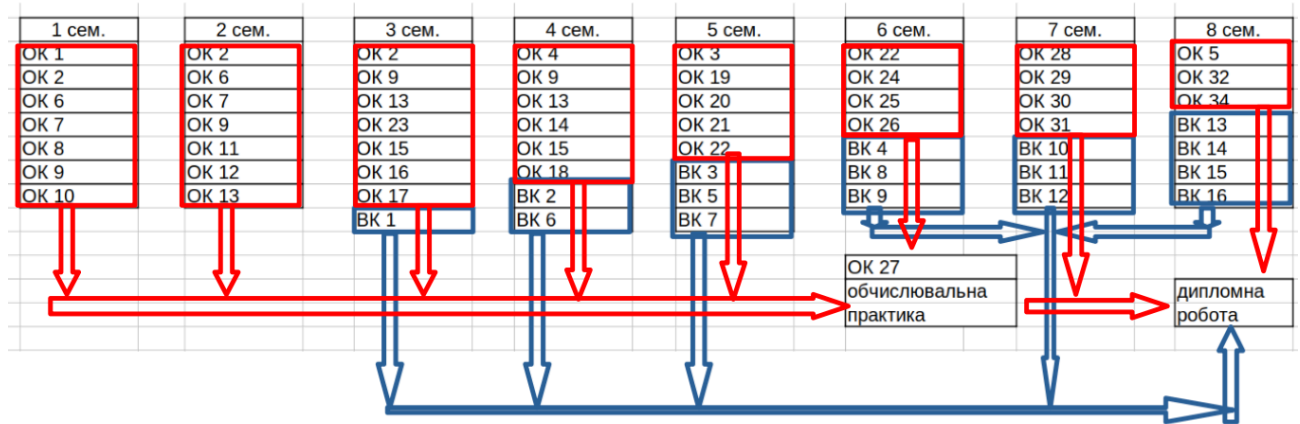 1 сем.
ОК 1
ОК 2
ОК 6
ОК 7
ОК 8
ОК 9
ОК 10
2 сем.
ОК 2
ОК 6
ОК 7
ОК 9
ОК 11
ОК 12
ОК 13
3 сем.
ОК 2
ОК 9
ОК 13
ОК 23
ОК 15
ОК 16
ОК 17
ВК 1
4 сем.
ОК 4
ОК 9
ОК 13
ОК 14
ОК 15
ОК 18
ВК 2
ВК 6
5 сем.
ОК 3
ОК 19
ОК 20
ОК 21
ОК 22
ВК 3
ВК 5
ВК 7
6 сем.
ОК 22
ОК 24
ОК 25
ОК 26
ВК 4
ВК 8
ВК 9
ОК 27
обчислювальна
практика
7 сем.
ОК 28
ОК 29
ОК 30
ОК 31
ВК 10
ВК 11
ВК 12
8 сем.
ОК 5
ОК 32
ОК 34
ВК 13
ВК 14
ВК 15
ВК 16
дипломна
робота